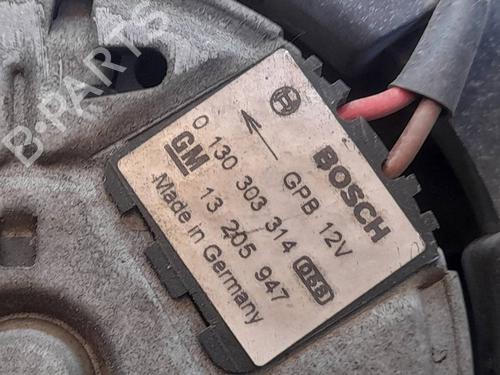 B-PARTS
BOSCH
GPB 12V
0 130 303 314
GM
13 205 947
Made in Germany